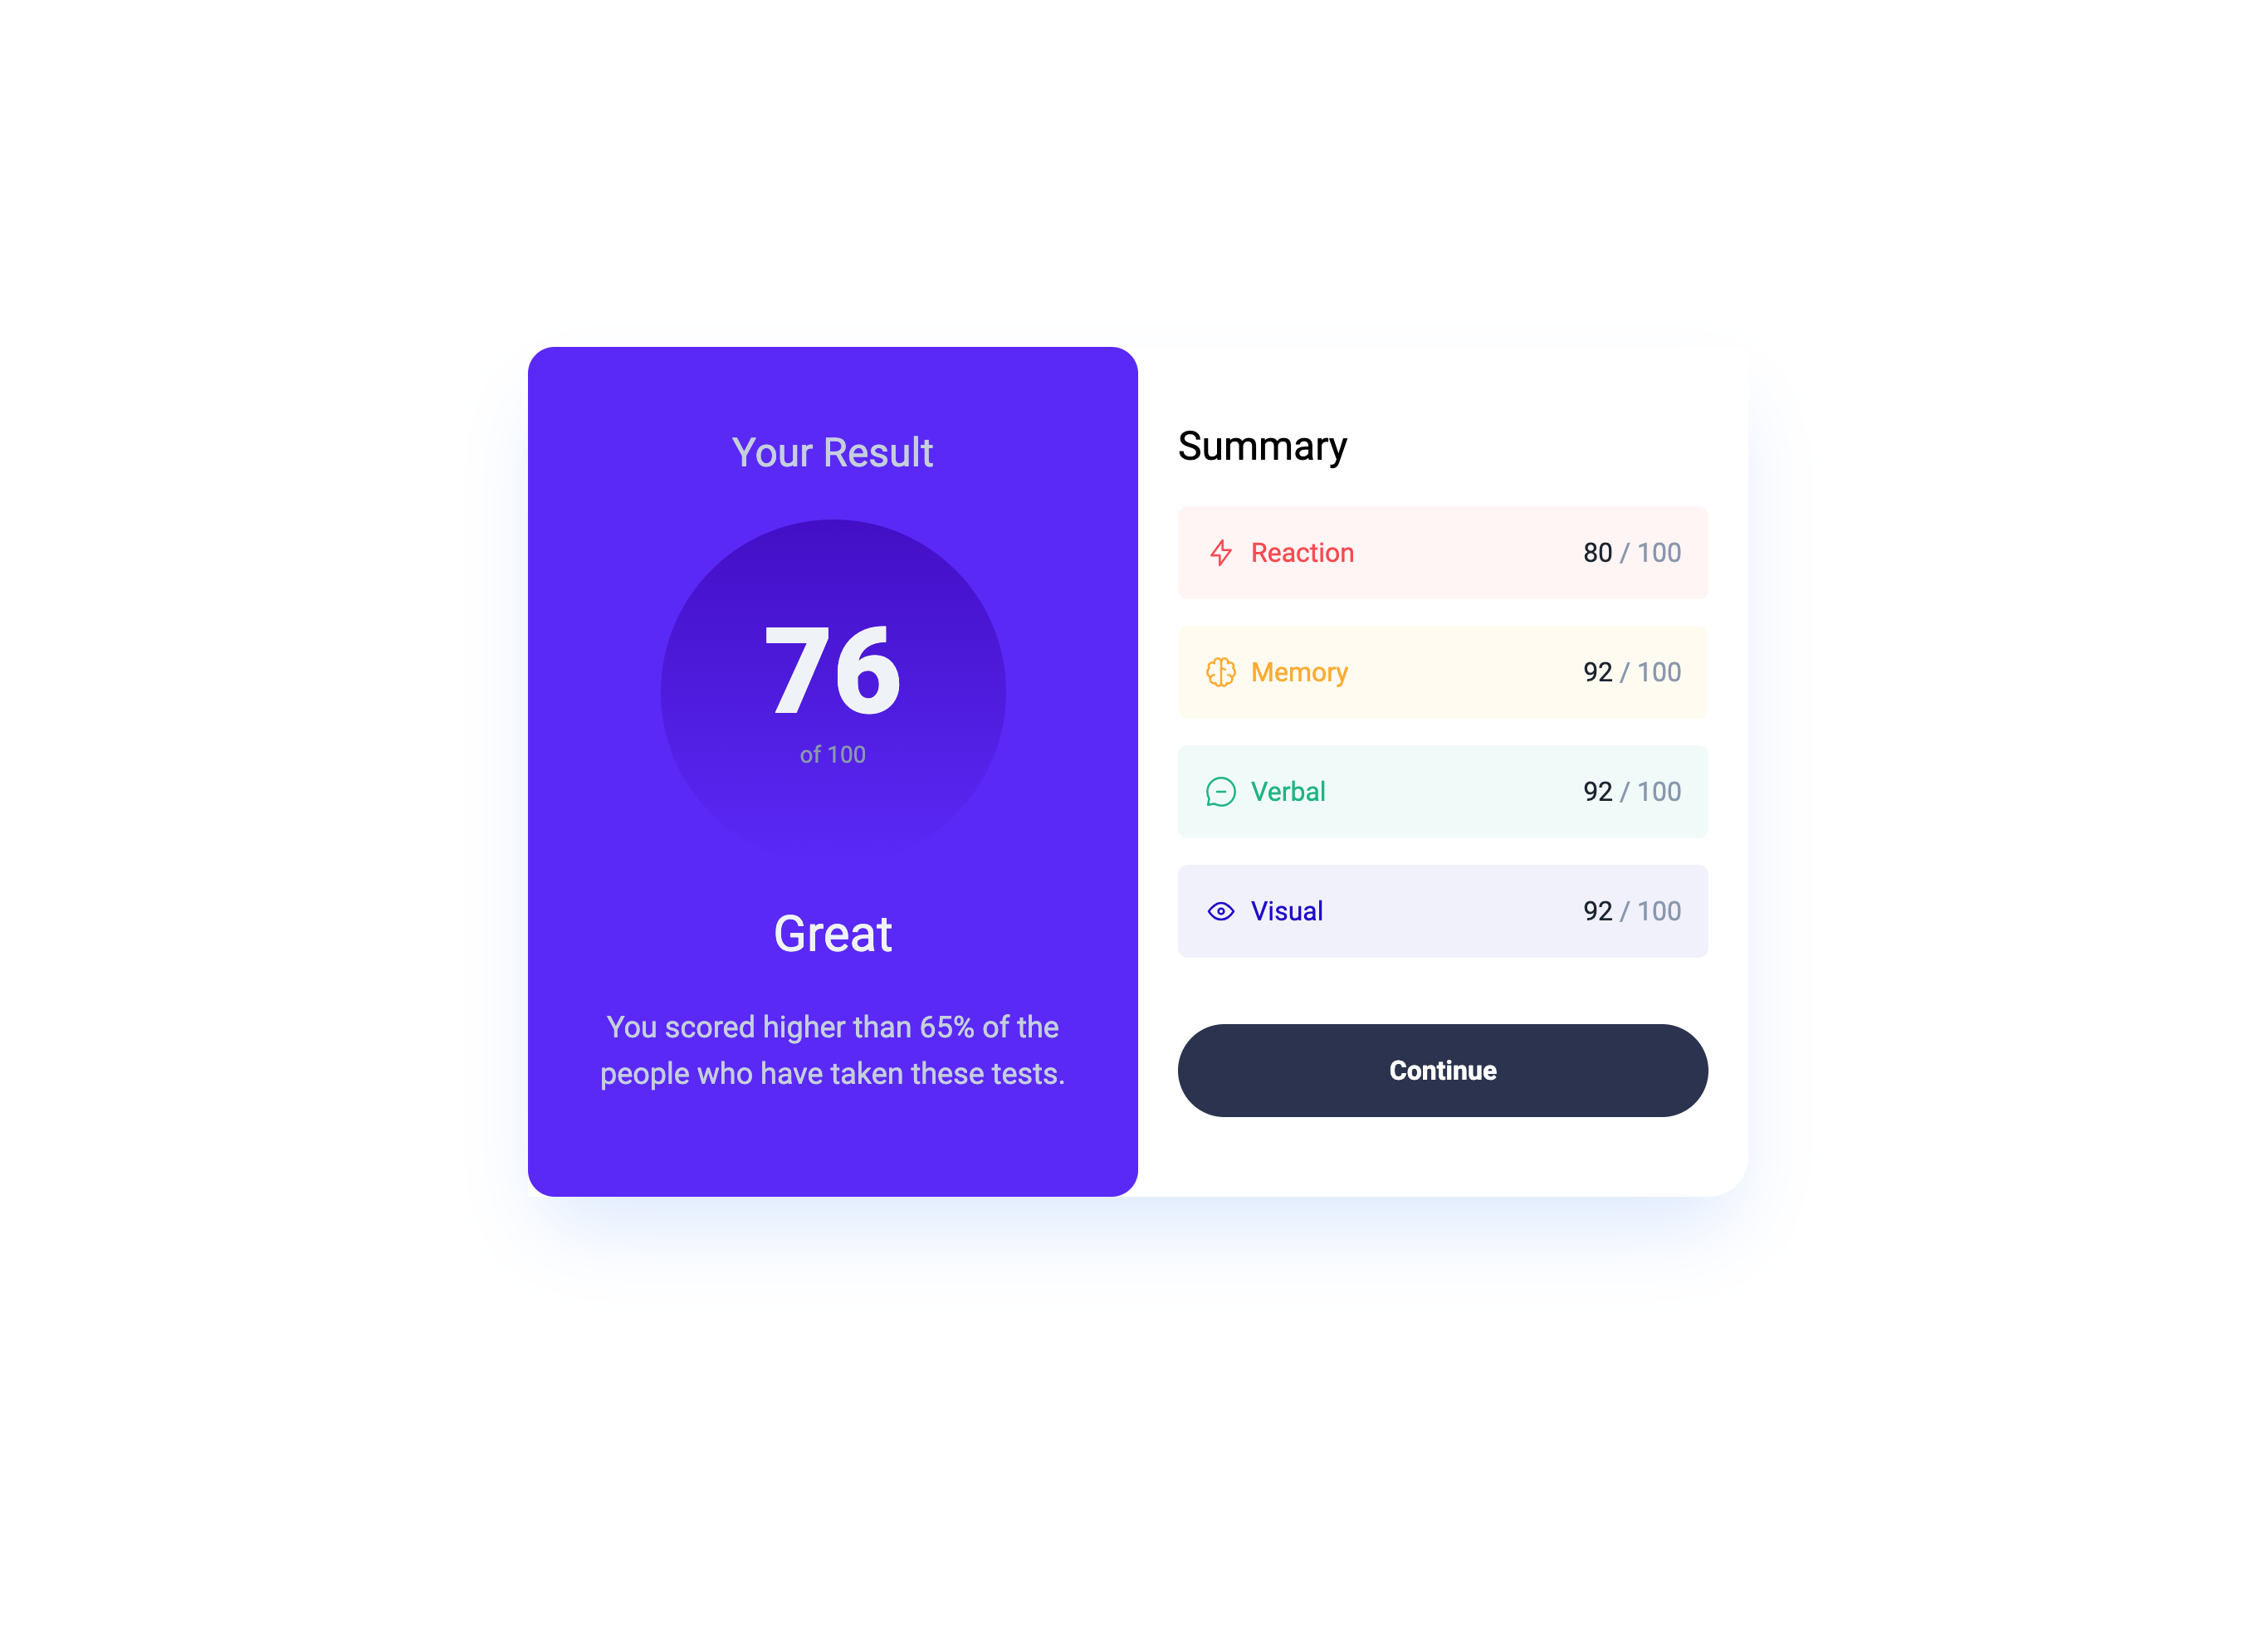 Your Result
76
of 100
Great
You scored higher than 65% of the
people who have taken these tests.
Summary
Reaction 80 / 100
Memory 92 / 100
Verbal 92 / 100
Visual 92 / 100
Continue